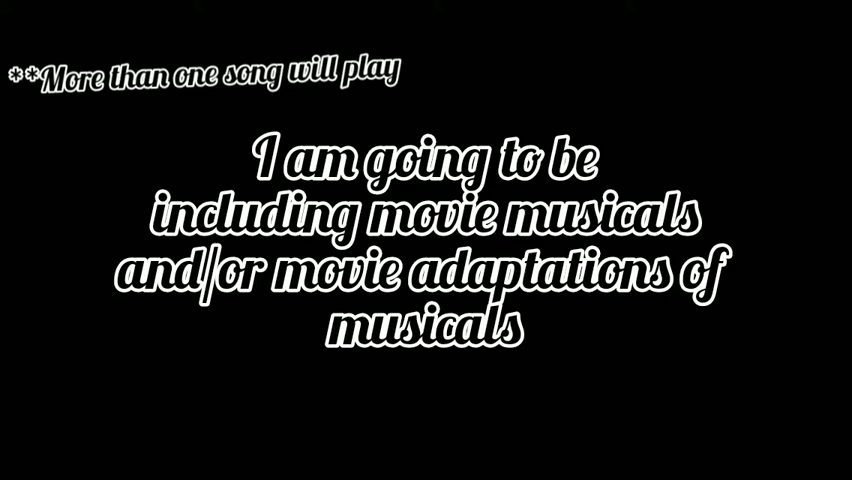 **More than one song will play
I am going to be
including movie musicals
and/or movie adaptations of
musicals